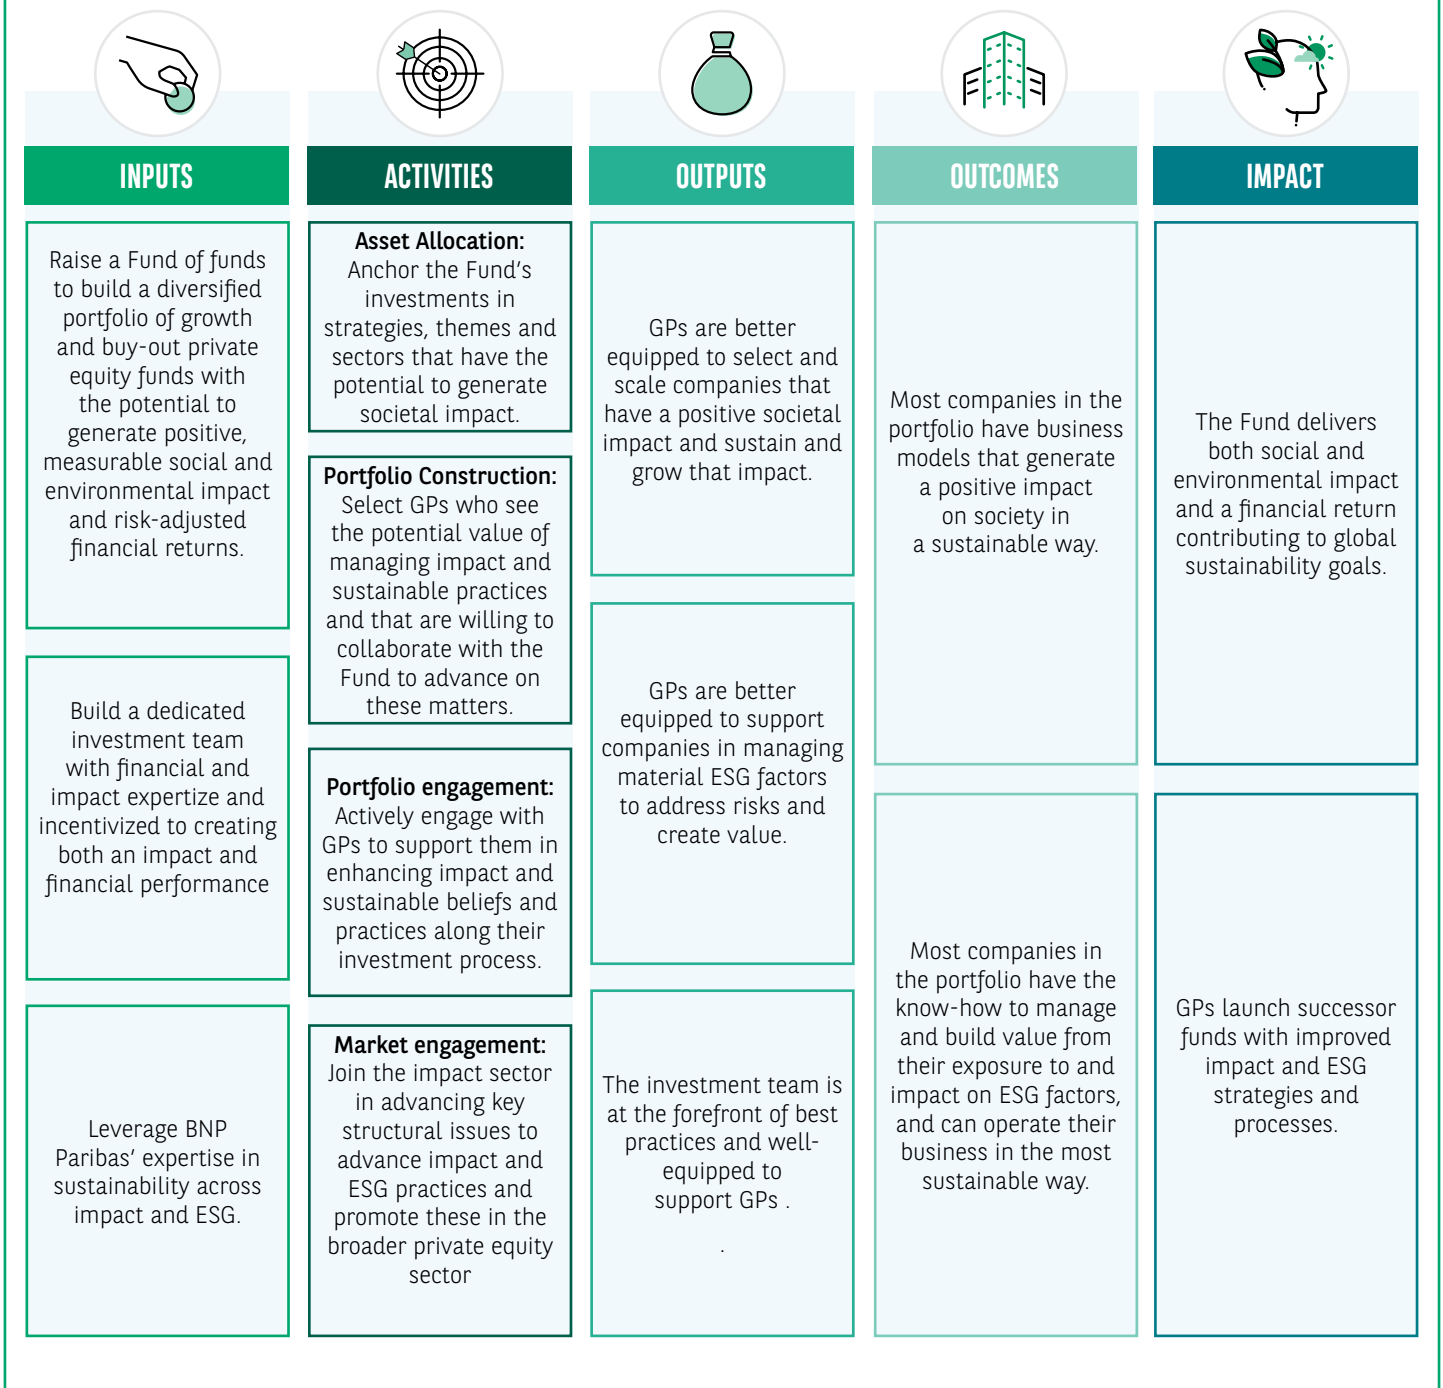 INPUTS
Raise a Fund of funds
to build a diversified
portfolio of growth
and buy-out private
equity funds with
the potential to
generate positive,
measurable social and
environmental impact
and risk-adjusted
financial returns.
Build a dedicated
investment team
with financial and
impact expertize and
incentivized to creating
both an impact and
financial performance
Leverage BNP
Paribas’ expertise in
sustainability across
impact and ESG.
ACTIVITIES
Asset Allocation:
Anchor the Fund’s
investments in
strategies, themes and
sectors that have the
potential to generate
societal impact.
Portfolio Construction:
Select GPs who see
the potential value of
managing impact and
sustainable practices
and that are willing to
collaborate with the
Fund to advance on
these matters.
Portfolio engagement:
Actively engage with
GPs to support them in
enhancing impact and
sustainable beliefs and
practices along their
investment process.
Market engagement:
Join the impact sector
in advancing key
structural issues to
advance impact and
ESG practices and
promote these in the
broader private equity
sector
OUTPUTS
GPs are better
equipped to select and
scale companies that
have a positive societal
impact and sustain and
grow that impact.
GPs are better
equipped to support
companies in managing
material ESG factors
to address risks and
create value.
The investment team is
at the forefront of best
practices and well-
equipped to
support GPs .
.
OUTCOMES
Most companies in the
portfolio have business
models that generate
a positive impact
on society in
a sustainable way.
Most companies in
the portfolio have the
know-how to manage
and build value from
their exposure to and
impact on ESG factors,
and can operate their
business in the most
sustainable way.
IMPACT
The Fund delivers
both social and
environmental impact
and a financial return
contributing to global
sustainability goals.
GPs launch successor
funds with improved
impact and ESG
strategies and
processes.